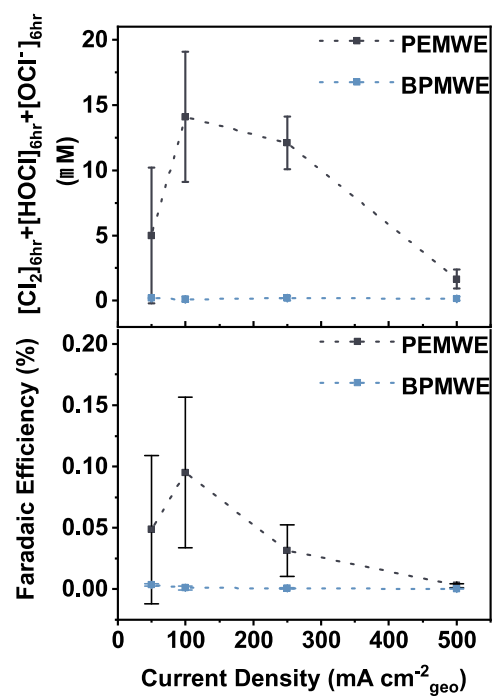 [Cl₂]₆ₕᵣ+[HOCl]₆ₕᵣ+[OCl⁻]₆ₕᵣ
(mM)
20
15
10
5
0
PEMWE
BPMWE
Faradaic Efficiency (%)
0.20
0.15
0.10
0.05
0.00
PEMWE
BPMWE
0 100 200 300 400 500
Current Density (mA cm⁻²geo)